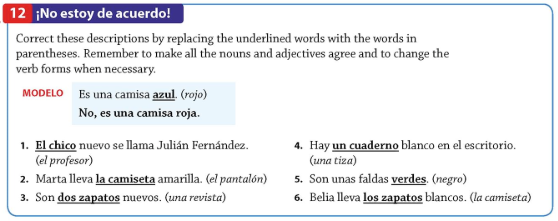 12 ¡No estoy de acuerdo!
Correct these descriptions by replacing the underlined words with the words in
parentheses. Remember to make all the nouns and adjectives agree and to change the
verb forms when necessary.
MODELO Es una camisa azul. (rojo)
No, es una camisa roja.
1. El chico nuevo se llama Julián Fernández.
(el profesor)
2. Marta lleva la camiseta amarilla. (el pantalón)
3. Son dos zapatos nuevos. (una revista)
4. Hay un cuaderno blanco en el escritorio.
(una tiza)
5. Son unas faldas verdes. (negro)
6. Belia lleva los zapatos blancos. (la camiseta)